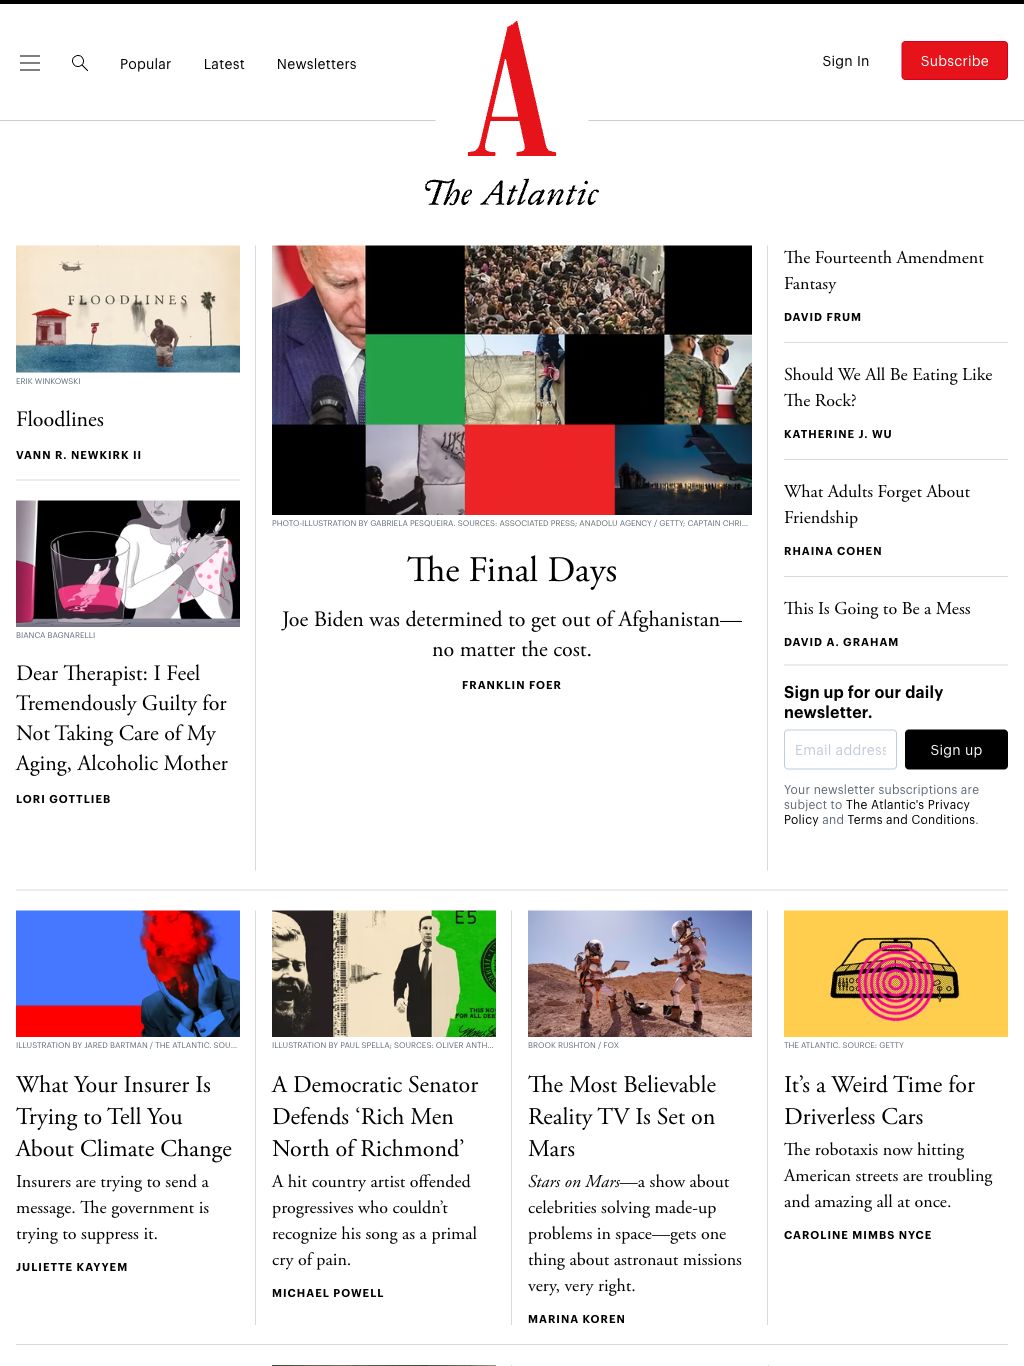 Popular
Latest
Newsletters
A
Sign In
Subscribe
The Atlantic
FLOODLINES
ERIK WINKOWSKI
Floodlines
VANN R. NEWKIRK II
BIANCA BAGNARELLI
Dear Therapist: I Feel
Tremendously Guilty for
Not Taking Care of My
Aging, Alcoholic Mother
LORI GOTTLIEB
PHOTO-ILLUSTRATION BY GABRIELA PESQUEIRA. SOURCES: ASSOCIATED PRESS; ANADOLU AGENCY / GETTY; CAPTAIN CHRI...
The Final Days
Joe Biden was determined to get out of Afghanistan—
no matter the cost.
FRANKLIN FOER
The Fourteenth Amendment
Fantasy
DAVID FRUM
Should We All Be Eating Like
The Rock?
KATHERINE J. WU
What Adults Forget About
Friendship
RHAINA COHEN
This Is Going to Be a Mess
DAVID A. GRAHAM
Sign up for our daily
newsletter.
Email address
Sign up
Your newsletter subscriptions are
subject to The Atlantic's Privacy
Policy and Terms and Conditions.
ILLUSTRATION BY JARED BARTMAN / THE ATLANTIC. SOU...
What Your Insurer Is
Trying to Tell You
About Climate Change
Insurers are trying to send a
message. The government is
trying to suppress it.
JULIETTE KAYYEM
E5
THIS NO
FOR ALL DEB
ILLUSTRATION BY PAUL SPELLA; SOURCES: OLIVER ANTH...
A Democratic Senator
Defends ‘Rich Men
North of Richmond’
A hit country artist offended
progressives who couldn’t
recognize his song as a primal
cry of pain.
MICHAEL POWELL
BROOK RUSHTON / FOX
The Most Believable
Reality TV Is Set on
Mars
Stars on Mars—a show about
celebrities solving made-up
problems in space—gets one
thing about astronaut missions
very, very right.
MARINA KOREN
THE ATLANTIC. SOURCE: GETTY
It’s a Weird Time for
Driverless Cars
The robotaxis now hitting
American streets are troubling
and amazing all at once.
CAROLINE MIMBS NYCE